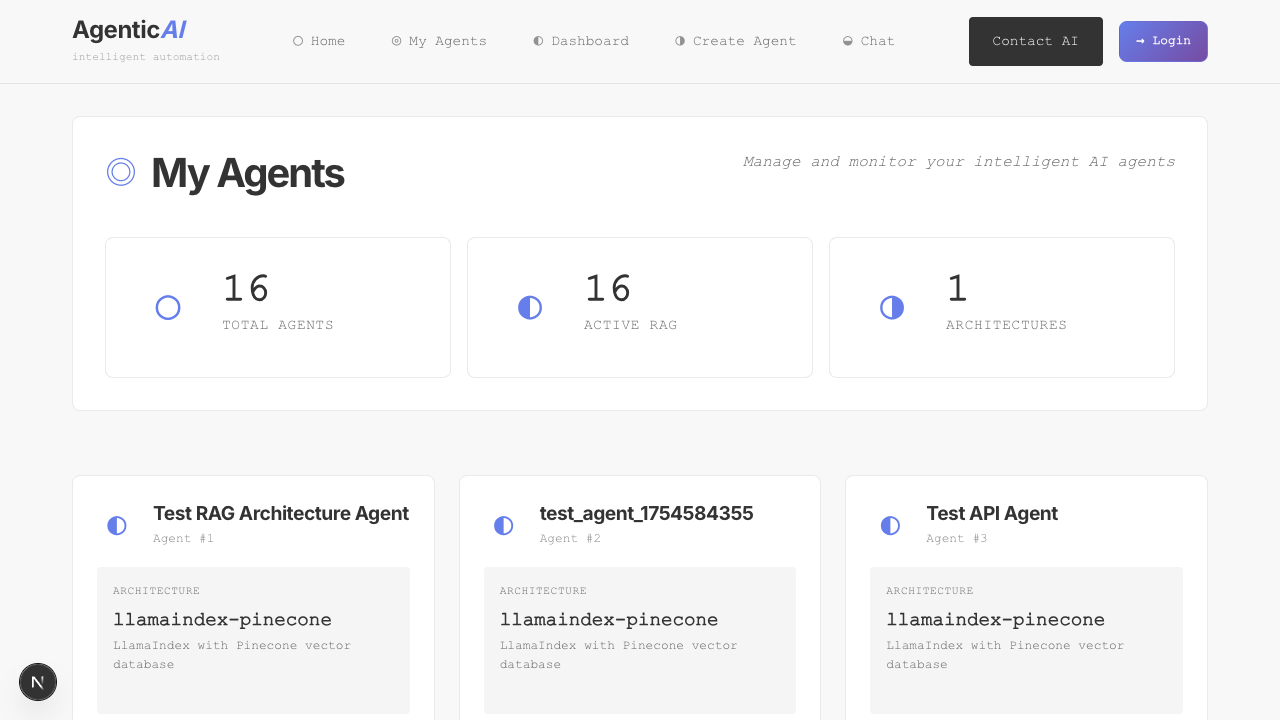 AgenticAI
intelligent automation
○ Home
◎ My Agents
◐ Dashboard
◑ Create Agent
◒ Chat
Contact AI
→ Login
◎ My Agents
Manage and monitor your intelligent AI agents
○ 16
TOTAL AGENTS
◐ 16
ACTIVE RAG
◑ 1
ARCHITECTURES
◐ Test RAG Architecture Agent
Agent #1
ARCHITECTURE
llamaindex-pinecone
LlamaIndex with Pinecone vector
database
◐ test_agent_1754584355
Agent #2
ARCHITECTURE
llamaindex-pinecone
LlamaIndex with Pinecone vector
database
◐ Test API Agent
Agent #3
ARCHITECTURE
llamaindex-pinecone
LlamaIndex with Pinecone vector
database
N